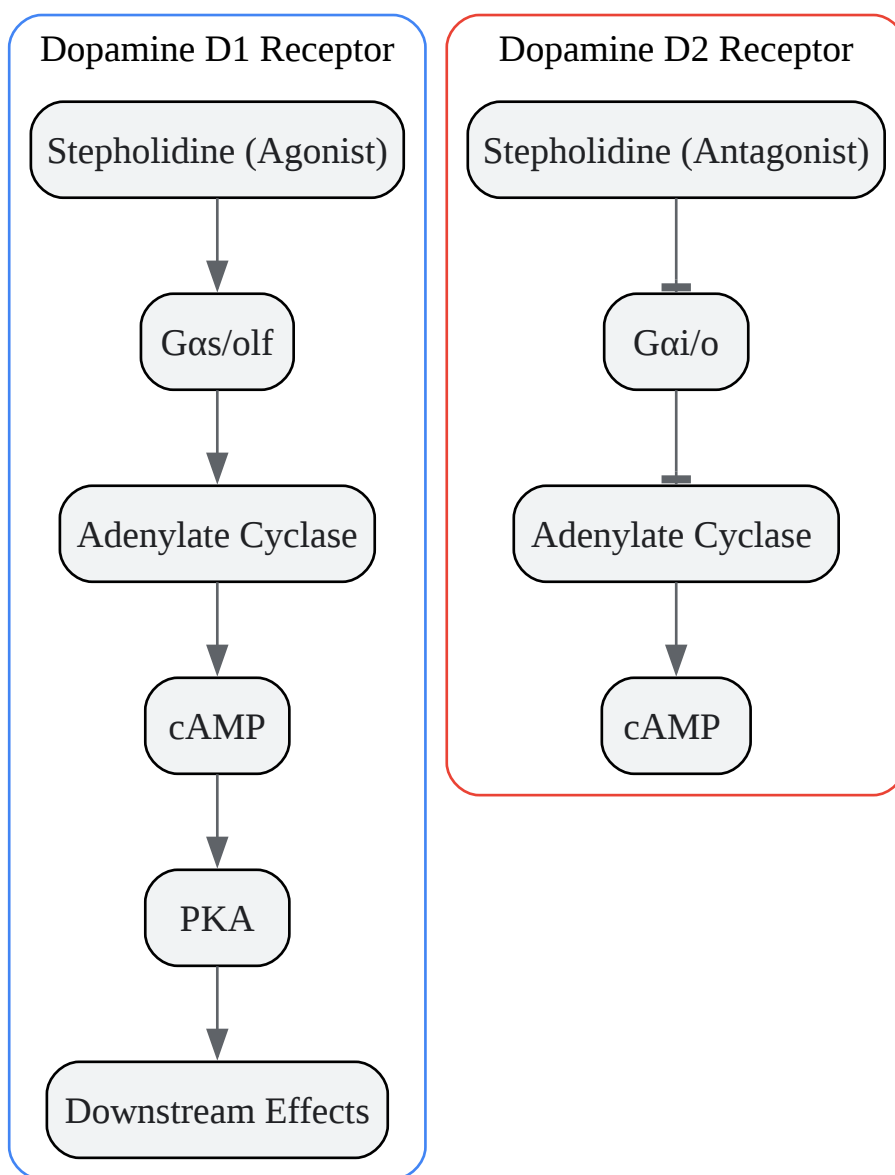 Dopamine D1 Receptor
Stepholidine (Agonist)
Gαs/olf
Adenylate Cyclase
cAMP
PKA
Downstream Effects
Dopamine D2 Receptor
Stepholidine (Antagonist)
Gαi/o
Adenylate Cyclase
cAMP